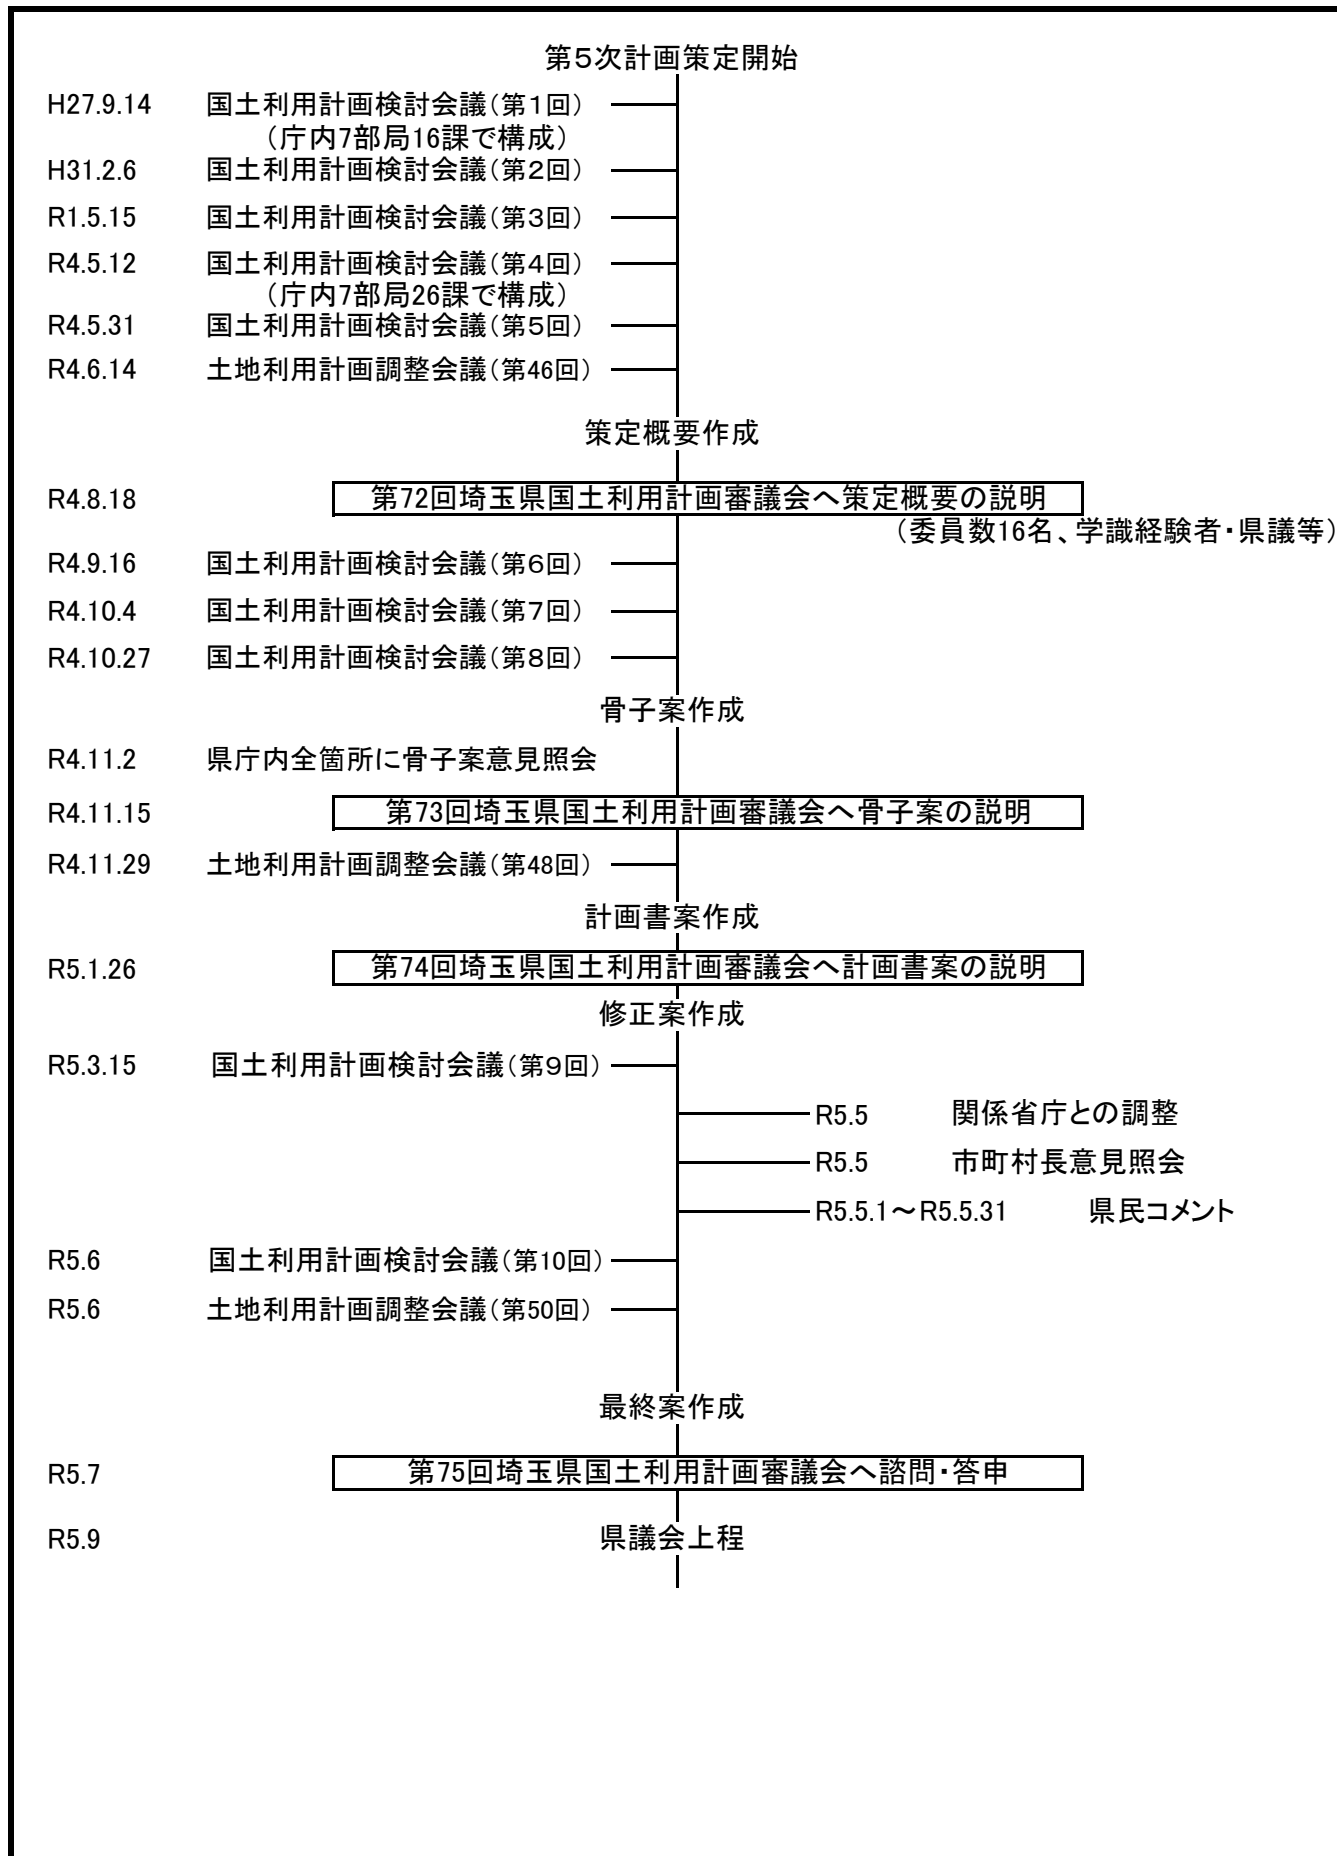 第5次計画策定開始
H27.9.14 国土利用計画検討会議(第1回)
(庁内7部局16課で構成)
H31.2.6 国土利用計画検討会議(第2回)
R1.5.15 国土利用計画検討会議(第3回)
R4.5.12 国土利用計画検討会議(第4回)
(庁内7部局26課で構成)
R4.5.31 国土利用計画検討会議(第5回)
R4.6.14 土地利用計画調整会議(第46回)
策定概要作成
R4.8.18 第72回埼玉県国土利用計画審議会へ策定概要の説明
(委員数16名、学識経験者・県議等)
R4.9.16 国土利用計画検討会議(第6回)
R4.10.4 国土利用計画検討会議(第7回)
R4.10.27 国土利用計画検討会議(第8回)
骨子案作成
R4.11.2 県庁内全箇所に骨子案意見照会
R4.11.15 第73回埼玉県国土利用計画審議会へ骨子案の説明
R4.11.29 土地利用計画調整会議(第48回)
計画書案作成
R5.1.26 第74回埼玉県国土利用計画審議会へ計画書案の説明
修正案作成
R5.3.15 国土利用計画検討会議(第9回)
R5.5 関係省庁との調整
R5.5 市町村長意見照会
R5.5.1~R5.5.31 県民コメント
R5.6 国土利用計画検討会議(第10回)
R5.6 土地利用計画調整会議(第50回)
最終案作成
R5.7 第75回埼玉県国土利用計画審議会へ諮問・答申
R5.9 県議会上程